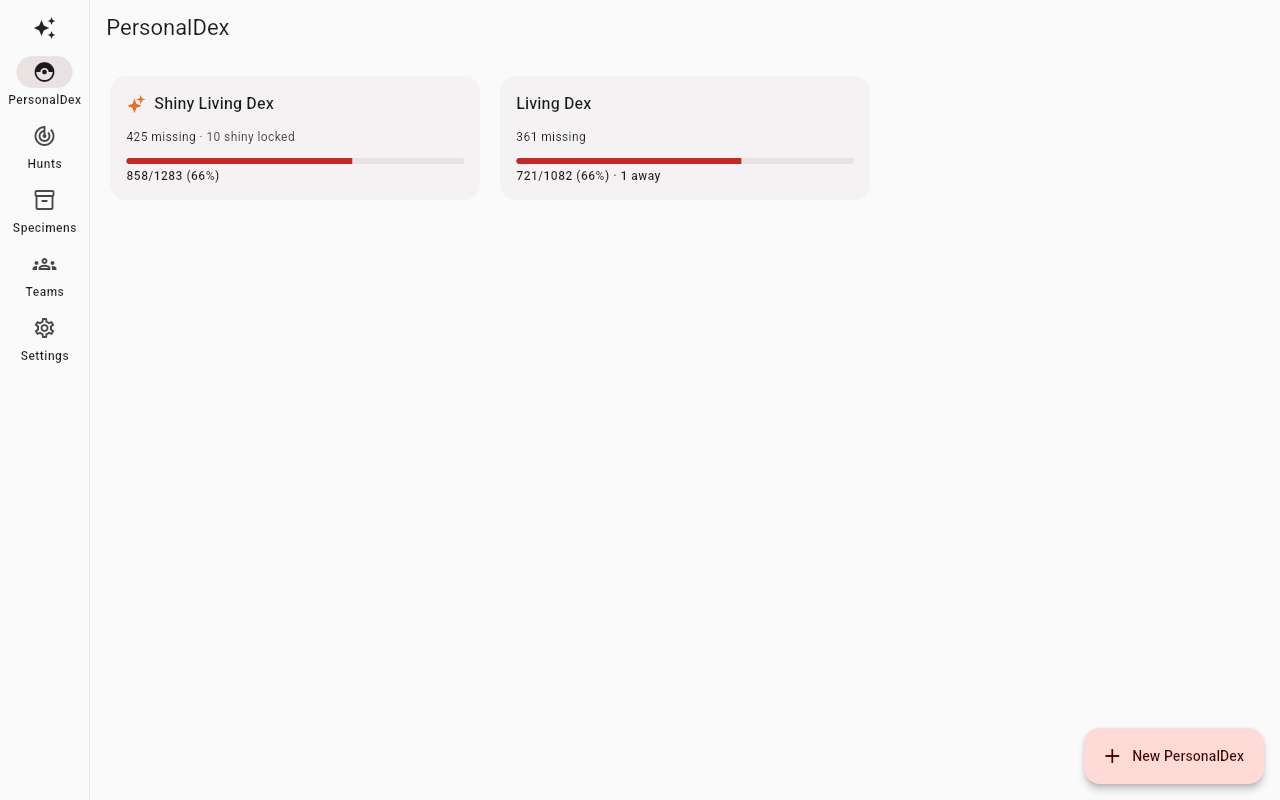 PersonalDex
PersonalDex
Hunts
Specimens
Teams
Settings
Shiny Living Dex
425 missing · 10 shiny locked
858/1283 (66%)
Living Dex
361 missing
721/1082 (66%) · 1 away
New PersonalDex